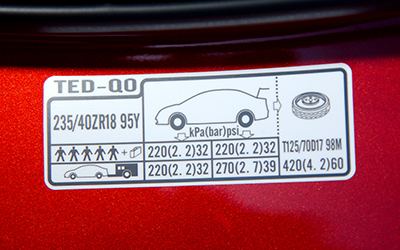 TED-Q0
235/40ZR18 95Y
kPa(bar)psi
T125/70D17 98M
+ 220(2.2)32 220(2.2)32
220(2.2)32 270(2.7)39 420(4.2)60